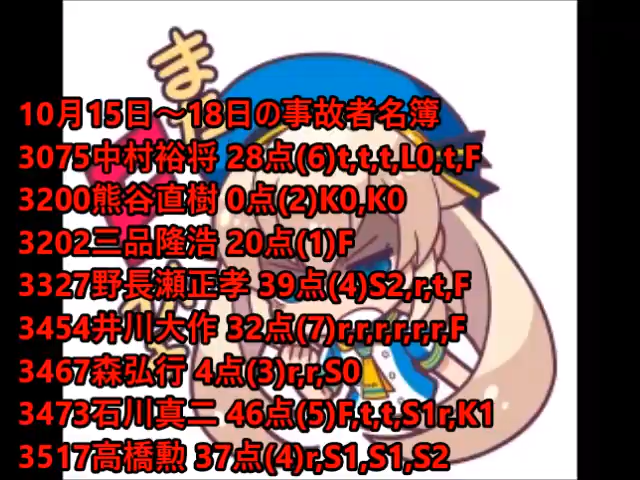 また
10月15日～18日の事故者名簿
3075中村裕将 28点(6)t,t,t,L0,t,F
3200熊谷直樹 0点(2)K0,K0
3202三品隆浩 20点(1)F
3327野長瀬正孝 39点(4)S2,r,t,F
3454井川大作 32点(7)r,r,r,r,r,r,F
3467森弘行 4点(3)r,r,S0
3473石川真二 46点(5)F,t,t,S1r,K1
3517高橋勲 37点(4)r,S1,S1,S2